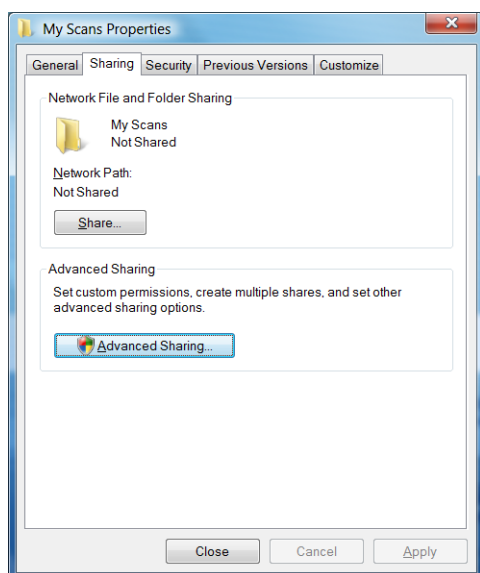 My Scans Properties
General Sharing Security Previous Versions Customize
Network File and Folder Sharing
My Scans
Not Shared
Network Path:
Not Shared
Share...
Advanced Sharing
Set custom permissions, create multiple shares, and set other
advanced sharing options.
Advanced Sharing...
Close Cancel Apply